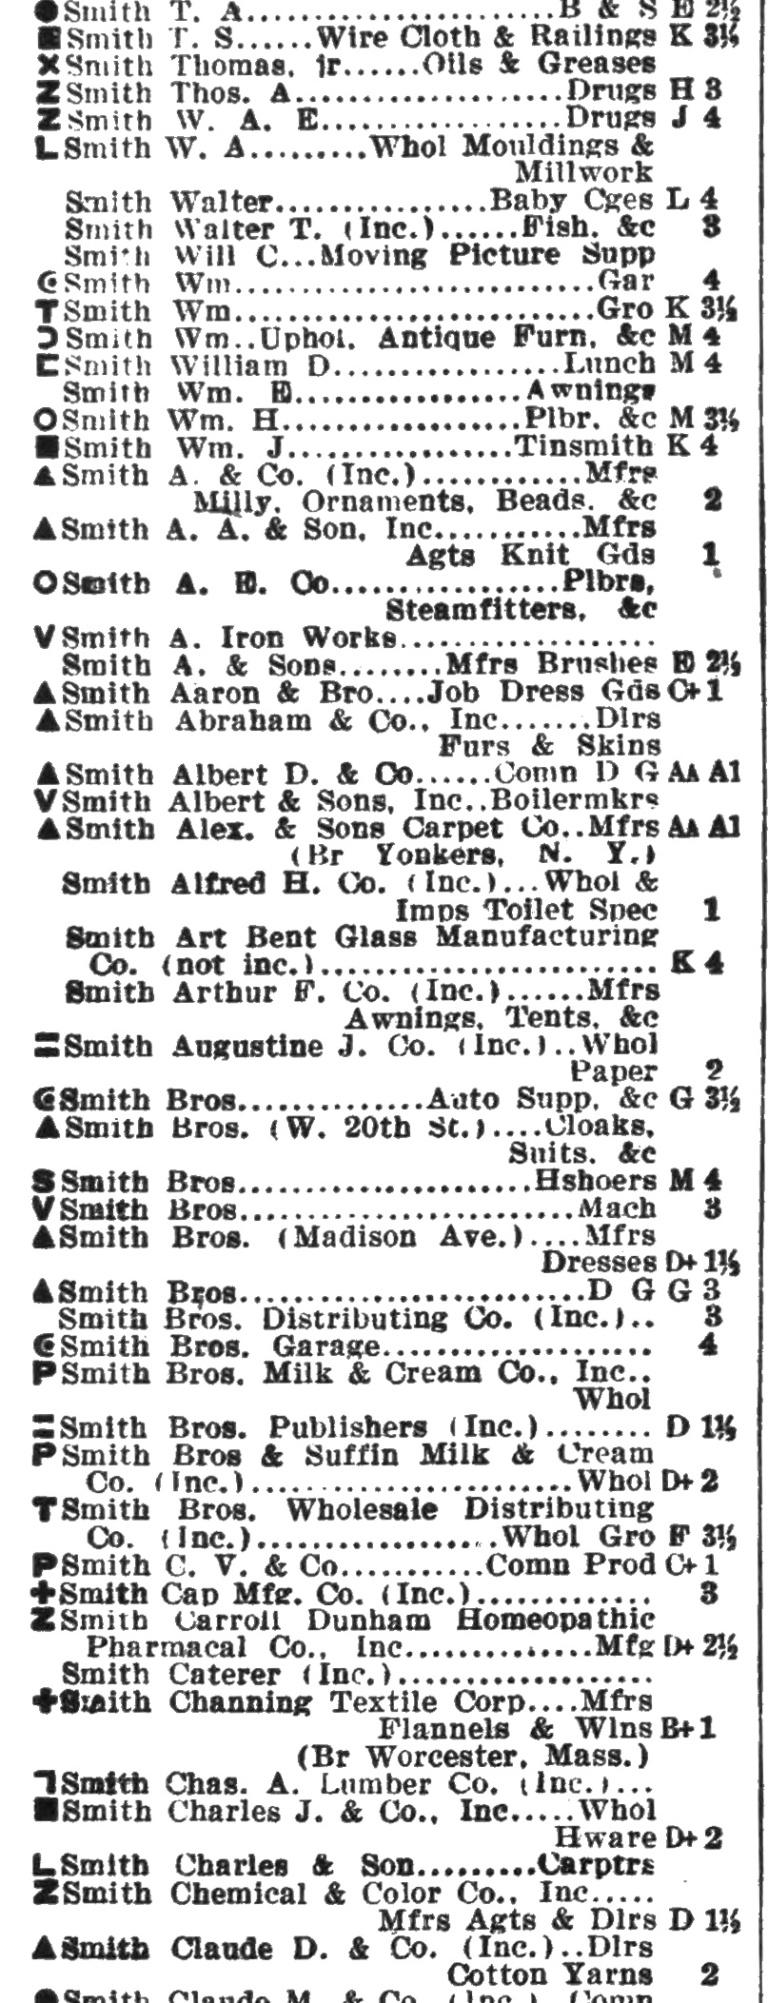 ●Smith T. A......................B & S E 2½
■Smith T. S......Wire Cloth & Railings K 3½
✕Smith Thomas, jr......Oils & Greases
ZSmith Thos. A...................Drugs H 3
ZSmith W. A. E.................Drugs J 4
LSmith W. A.........Whol Mouldings &
Millwork
Smith Walter................Baby Cges L 4
Smith Walter T. (Inc.)......Fish, &c 3
Smith Will C...Moving Picture Supp
Smith Wm...........................Gar 4
TSmith Wm...........................Gro K 3½
Smith Wm..Uphol, Antique Furn, &c M 4
Smith William D.................Lunch M 4
Smith Wm. E................Awnings
OSmith Wm. H..................Plbr, &c M 3½
■Smith Wm. J.................Tinsmith K 4
▲Smith A. & Co. (Inc.)............Mfrs
Milly, Ornaments, Beads, &c 2
▲Smith A. A. & Son, Inc...........Mfrs
Agts Knit Gds 1
OSmith A. E. Co.................Plbrs,
Steamfitters, &c
VSmith A. Iron Works...................
Smith A. & Sons........Mfrs Brushes E 2½
▲Smith Aaron & Bro....Job Dress Gds C+ 1
▲Smith Abraham & Co., Inc.......Dlrs
Furs & Skins
▲Smith Albert D. & Co......Comn D G AA A1
VSmith Albert & Sons, Inc..Boilermkrs
▲Smith Alex. & Sons Carpet Co..Mfrs AA A1
(Br Yonkers, N. Y.)
Smith Alfred H. Co. (Inc.)...Whol &
Imps Toilet Spec 1
Smith Art Bent Glass Manufacturing
Co. (not inc.)......................... K 4
Smith Arthur F. Co. (Inc.)......Mfrs
Awnings, Tents, &c
=Smith Augustine J. Co. (Inc.)..Whol
Paper 2
Smith Bros..............Auto Supp, &c G 3½
▲Smith Bros. (W. 20th St.)....Cloaks,
Suits, &c
SSmith Bros......................Hshoers M 4
VSmith Bros.........................Mach 3
▲Smith Bros. (Madison Ave.)....Mfrs
Dresses D+ 1½
▲Smith Bros..........................D G G 3
Smith Bros. Distributing Co. (Inc.).. 3
Smith Bros. Garage.................... 4
PSmith Bros. Milk & Cream Co., Inc..
Whol
=Smith Bros. Publishers (Inc.)........ D 1½
PSmith Bros & Suffin Milk & Cream
Co. (Inc.)........................Whol D+ 2
TSmith Bros. Wholesale Distributing
Co. (Inc.)..................Whol Gro F 3½
PSmith C. V. & Co...........Comn Prod C+ 1
✚Smith Cap Mfg. Co. (Inc.)............. 3
ZSmith Carroll Dunham Homeopathic
Pharmacal Co., Inc..............Mfg D+ 2½
Smith Caterer (Inc.)...................
✚Smith Channing Textile Corp....Mfrs
Flannels & Wlns B+ 1
(Br Worcester, Mass.)
Smith Chas. A. Lumber Co. (Inc.)...
■Smith Charles J. & Co., Inc.....Whol
Hware D+ 2
LSmith Charles & Son.........Carptrs
ZSmith Chemical & Color Co., Inc.....
Mfrs Agts & Dlrs D 1½
▲Smith Claude D. & Co. (Inc.)..Dlrs
Cotton Yarns 2
●Smith Claude M. & Co. (Inc.) Comn